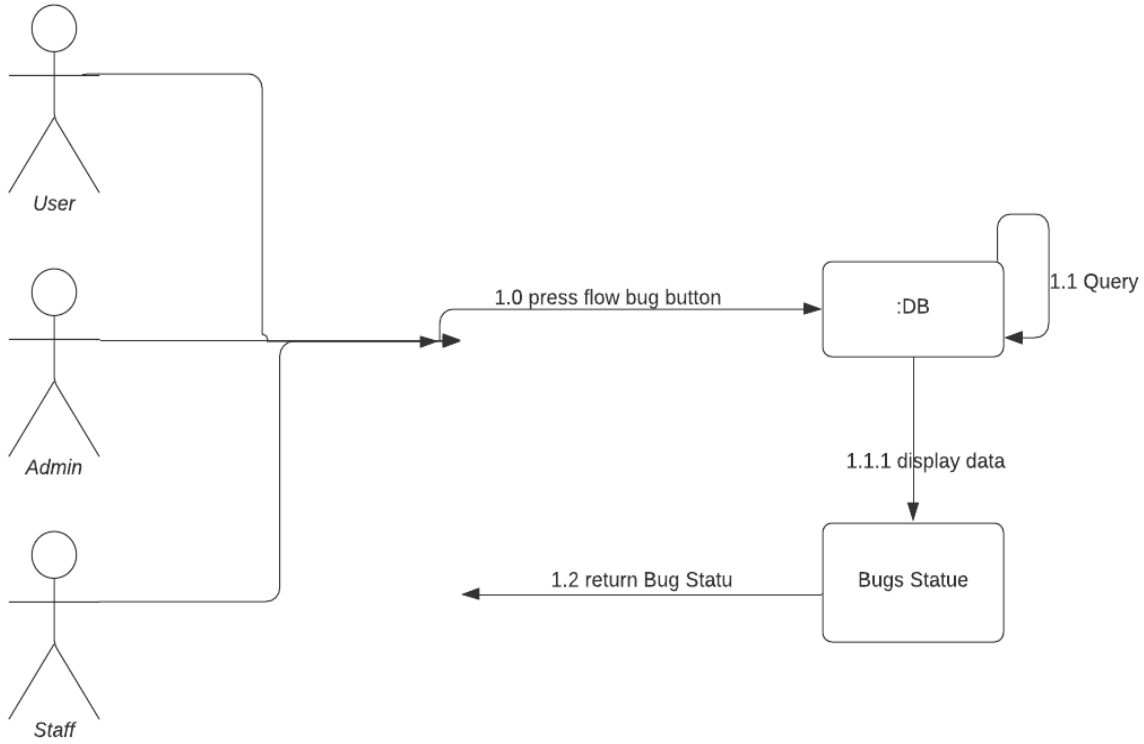 User
1.0 press flow bug button
:DB
1.1 Query
Admin
1.1.1 display data
1.2 return Bug Statu
Bugs Statue
Staff